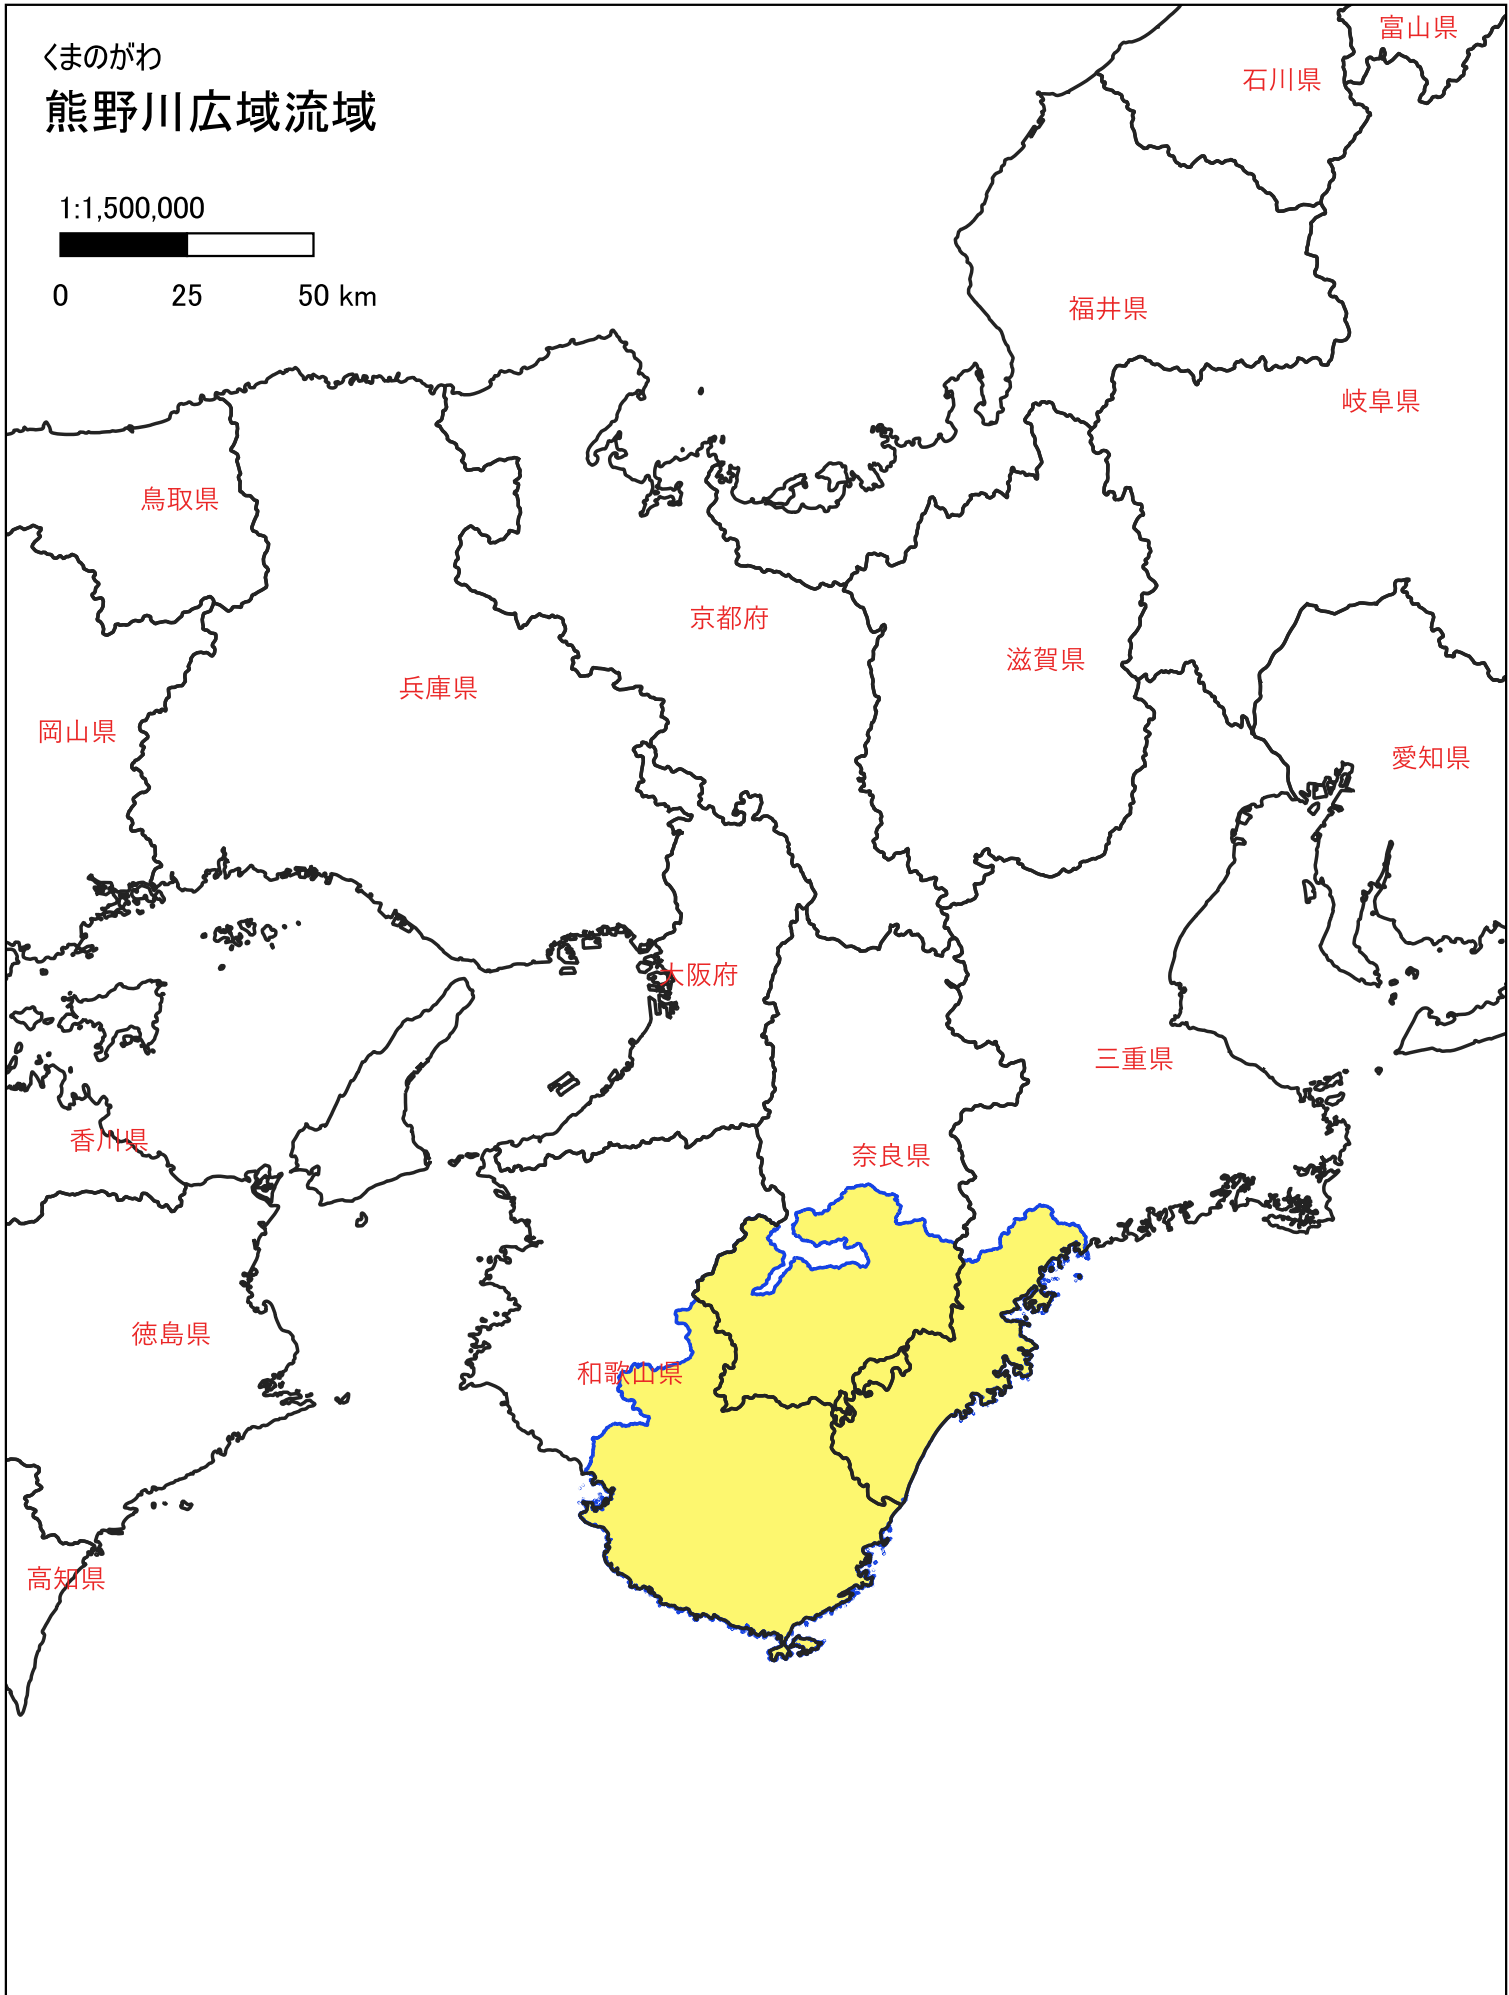 くまのがわ
熊野川広域流域
1:1,500,000
0 25 50 km
富山県
石川県
福井県
岐阜県
鳥取県
京都府
滋賀県
兵庫県
岡山県
愛知県
大阪府
三重県
香川県
奈良県
徳島県
和歌山県
高知県